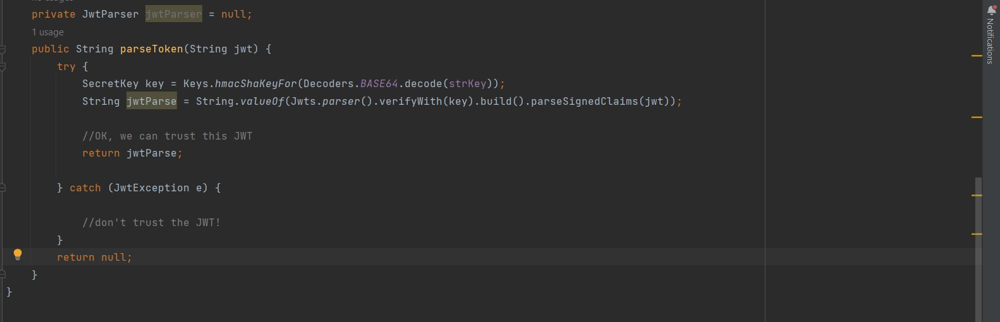 private JwtParser jwtParser = null;
1 usage
public String parseToken(String jwt) {
try {
SecretKey key = Keys.hmacShaKeyFor(Decoders.BASE64.decode(strKey));
String jwtParse = String.valueOf(Jwts.parser().verifyWith(key).build().parseSignedClaims(jwt));
//OK, we can trust this JWT
return jwtParse;
} catch (JwtException e) {
//don't trust the JWT!
}
return null;
}
}
Notifications